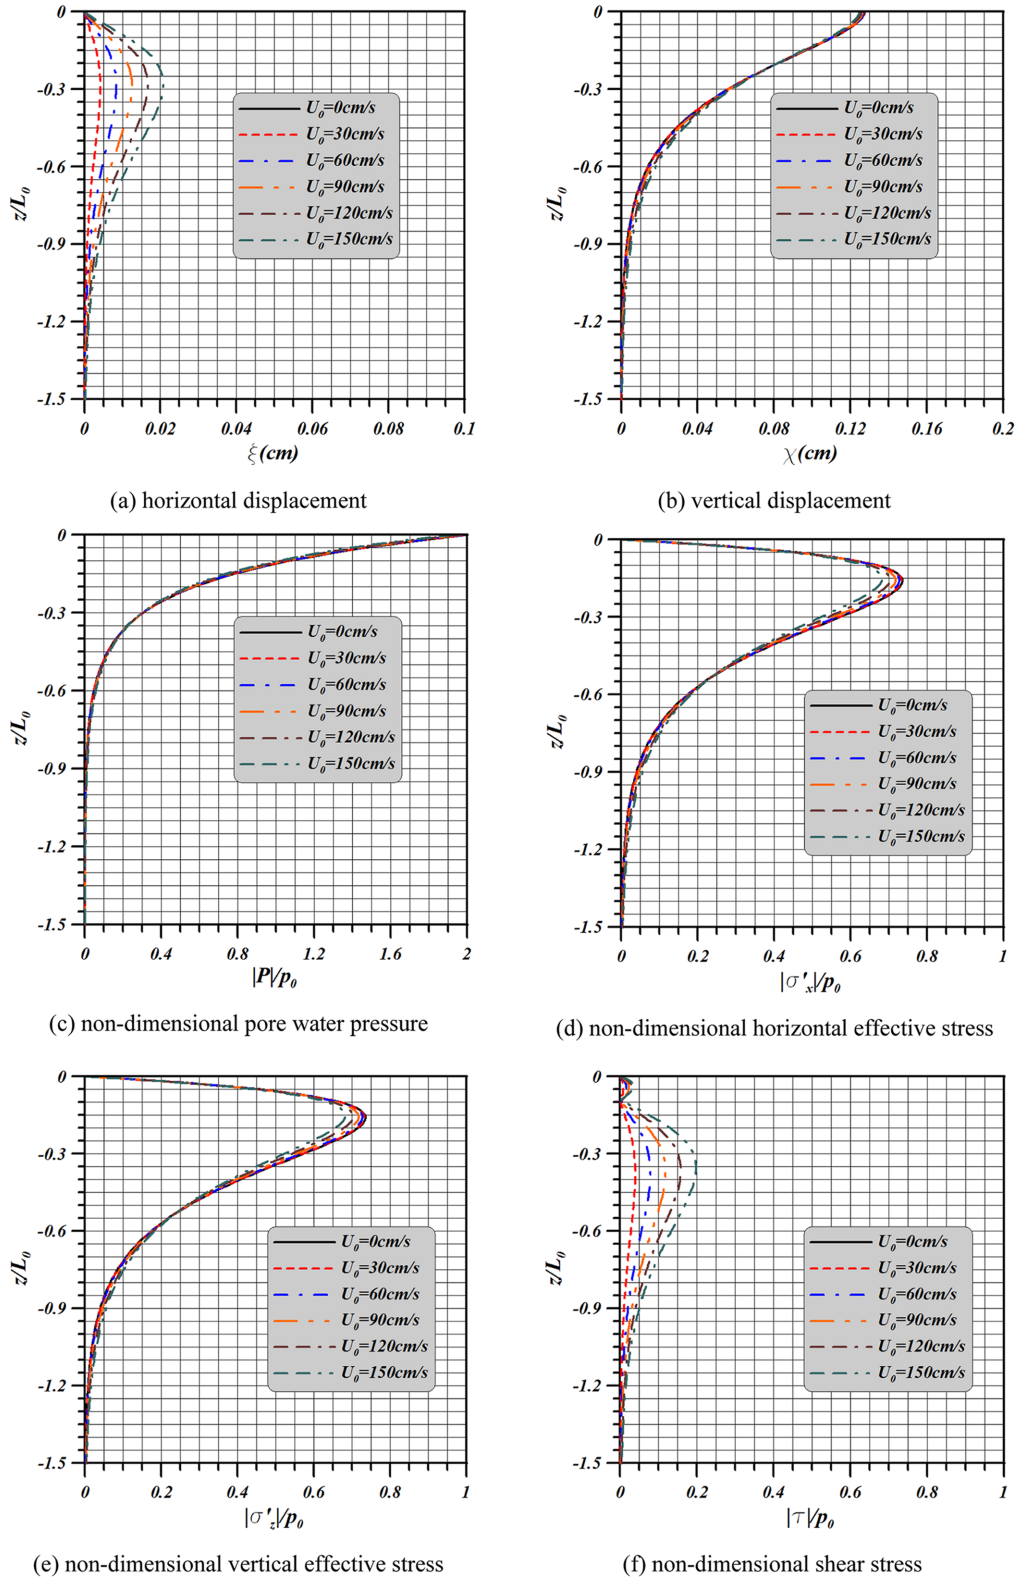 0
-0.3
-0.6
-0.9
-1.2
-1.5
z/L₀
U₀=0cm/s
U₀=30cm/s
U₀=60cm/s
U₀=90cm/s
U₀=120cm/s
U₀=150cm/s
0 0.02 0.04 0.06 0.08 0.1
ξ(cm)
(a) horizontal displacement
0
-0.3
-0.6
-0.9
-1.2
-1.5
z/L₀
U₀=0cm/s
U₀=30cm/s
U₀=60cm/s
U₀=90cm/s
U₀=120cm/s
U₀=150cm/s
0 0.04 0.08 0.12 0.16 0.2
χ(cm)
(b) vertical displacement
0
-0.3
-0.6
-0.9
-1.2
-1.5
z/L₀
U₀=0cm/s
U₀=30cm/s
U₀=60cm/s
U₀=90cm/s
U₀=120cm/s
U₀=150cm/s
0 0.4 0.8 1.2 1.6 2
|P|/p₀
(c) non-dimensional pore water pressure
0
-0.3
-0.6
-0.9
-1.2
-1.5
z/L₀
U₀=0cm/s
U₀=30cm/s
U₀=60cm/s
U₀=90cm/s
U₀=120cm/s
U₀=150cm/s
0 0.2 0.4 0.6 0.8 1
|σ'ₓ|/p₀
(d) non-dimensional horizontal effective stress
0
-0.3
-0.6
-0.9
-1.2
-1.5
z/L₀
U₀=0cm/s
U₀=30cm/s
U₀=60cm/s
U₀=90cm/s
U₀=120cm/s
U₀=150cm/s
0 0.2 0.4 0.6 0.8 1
|σ'z|/p₀
(e) non-dimensional vertical effective stress
0
-0.3
-0.6
-0.9
-1.2
-1.5
z/L₀
U₀=0cm/s
U₀=30cm/s
U₀=60cm/s
U₀=90cm/s
U₀=120cm/s
U₀=150cm/s
0 0.2 0.4 0.6 0.8 1
|τ|/p₀
(f) non-dimensional shear stress